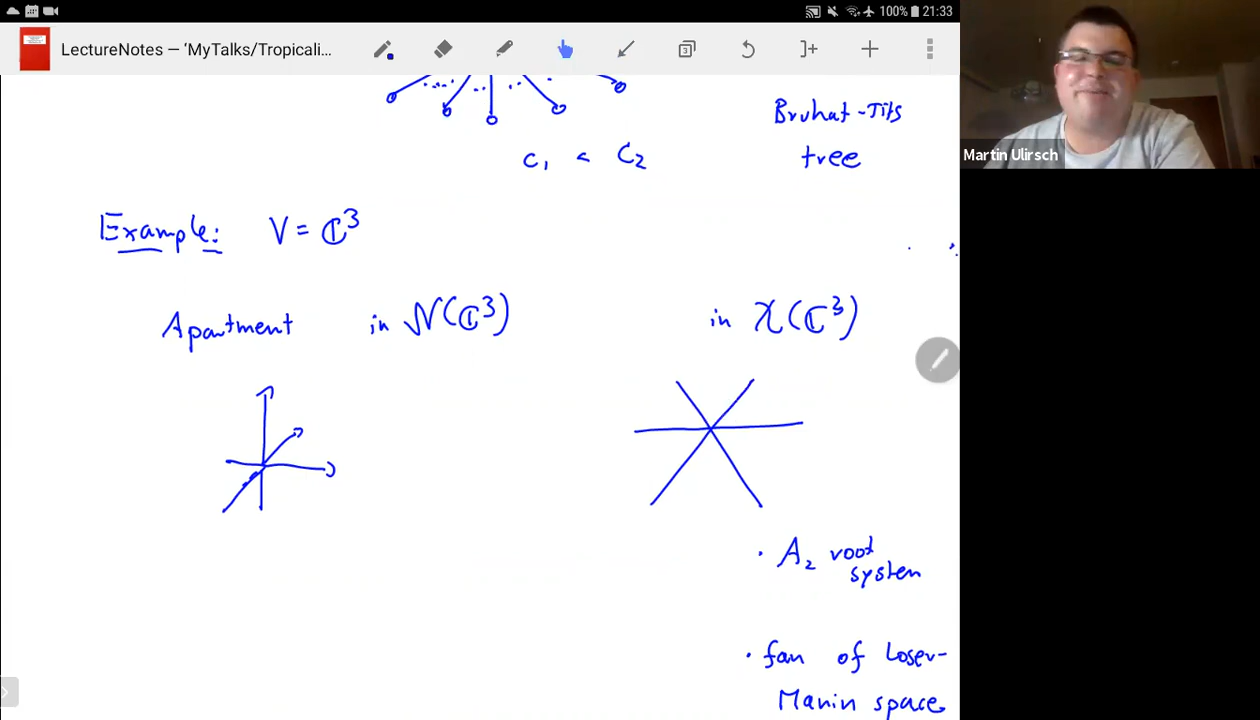 100% 21:33
LectureNotes — ‘MyTalks/Tropicali...
Martin Ulirsch
Bruhat-Tits
tree
c₁ < c₂
Example: V = ℂ³
Apartment in 𝒩(ℂ³) in 𝒳(ℂ³)
· A₂ root
system
· fan of Losev-
Manin space